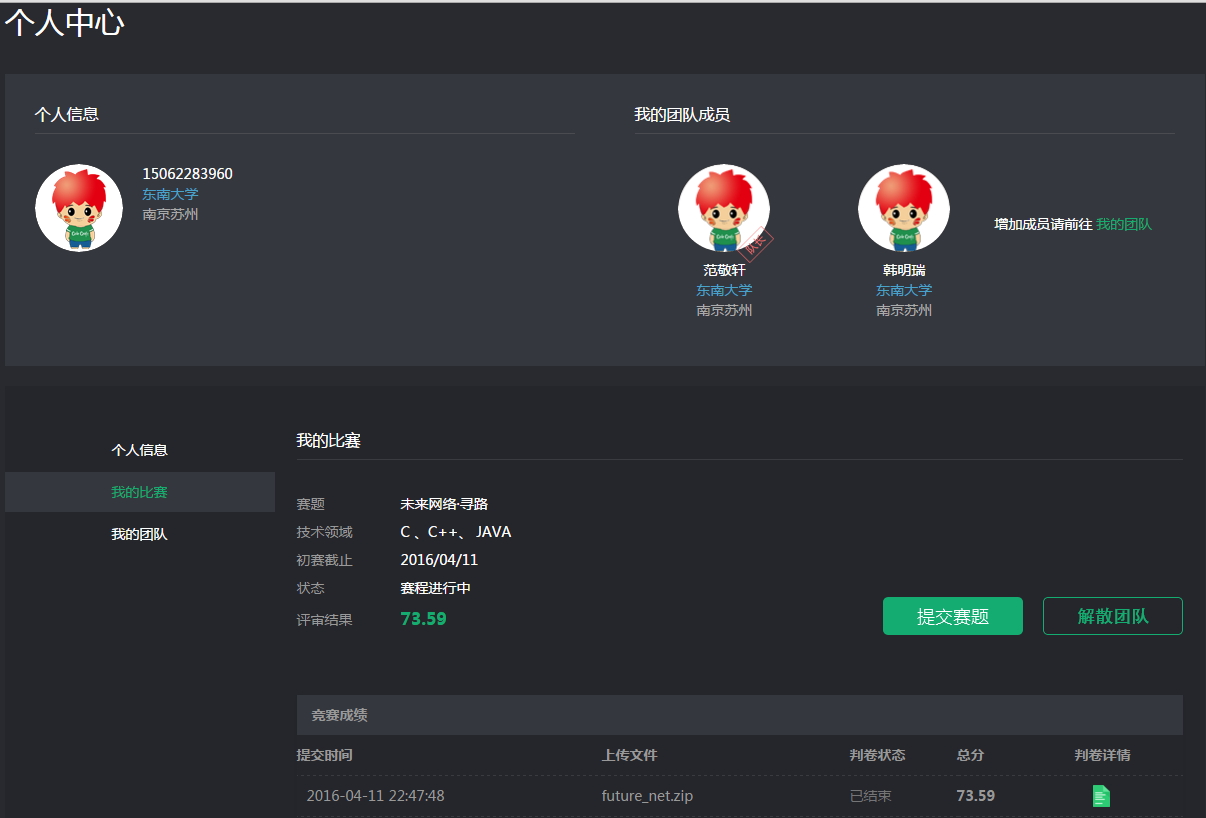 个人中心
个人信息
15062283960
东南大学
南京苏州
我的团队成员
队长
范敬轩
东南大学
南京苏州
韩明瑞
东南大学
南京苏州
增加成员请前往 我的团队
个人信息
我的比赛
我的团队
我的比赛
赛题 未来网络·寻路
技术领域 C 、C++、 JAVA
初赛截止 2016/04/11
状态 赛程进行中
评审结果 73.59
提交赛题 解散团队
竞赛成绩
提交时间 上传文件 判卷状态 总分 判卷详情
2016-04-11 22:47:48 future_net.zip 已结束 73.59